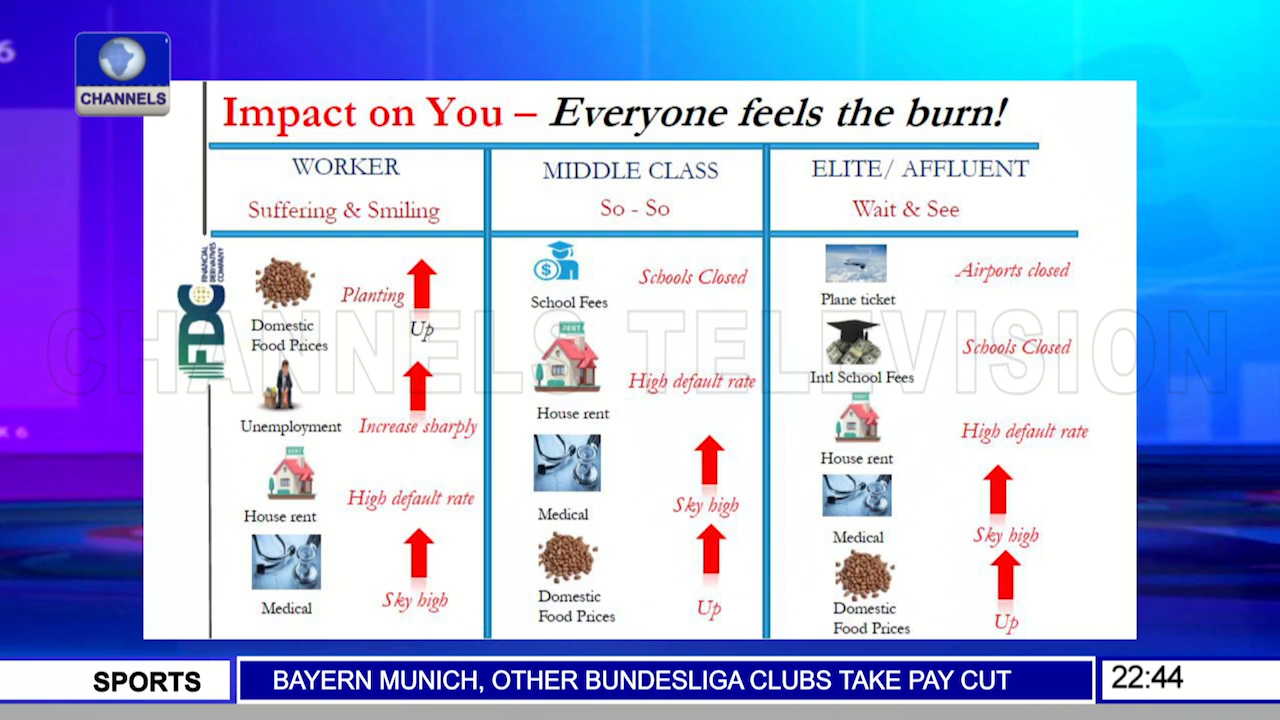 CHANNELS
Impact on You – Everyone feels the burn!
WORKER
Suffering & Smiling
Domestic
Food Prices
Planting
Up
Unemployment
Increase sharply
House rent
High default rate
Medical
Sky high
MIDDLE CLASS
So - So
School Fees
Schools Closed
RENT
House rent
High default rate
Medical
Sky high
Domestic
Food Prices
Up
ELITE/ AFFLUENT
Wait & See
Plane ticket
Airports closed
Intl School Fees
Schools Closed
House rent
High default rate
Medical
Sky high
Domestic
Food Prices
Up
FDC
FINANCIAL
DERIVATIVES
COMPANY
CHANNELS TELEVISION
SPORTS
BAYERN MUNICH, OTHER BUNDESLIGA CLUBS TAKE PAY CUT
22:44